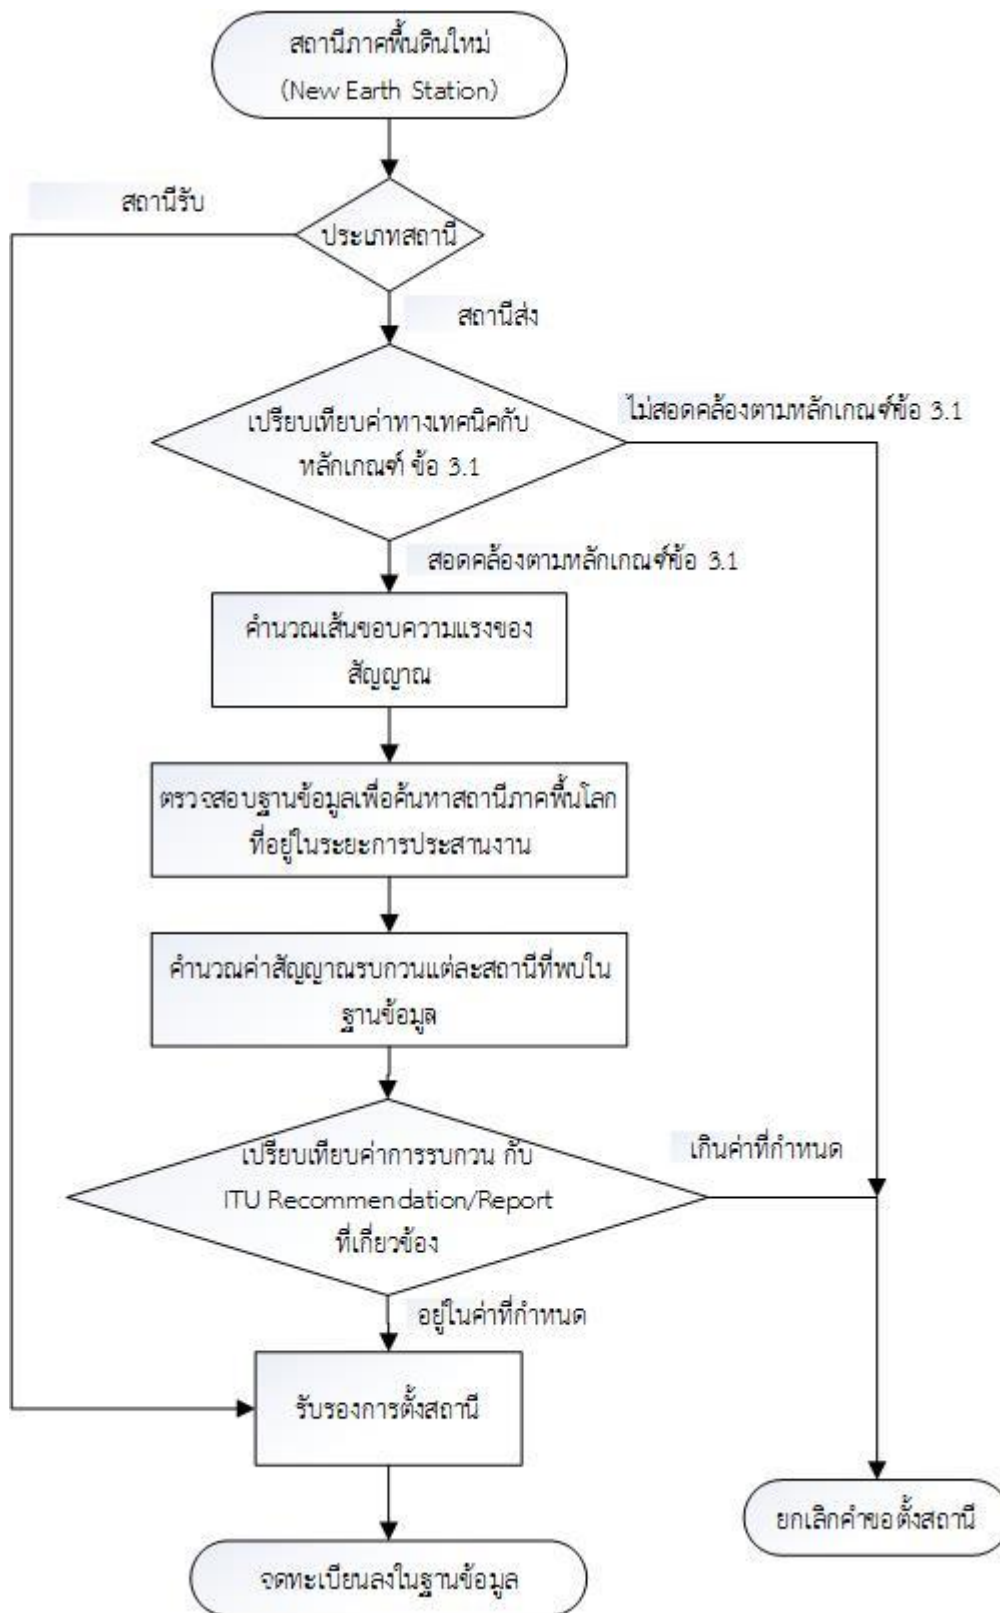 สถานีภาคพื้นดินใหม่
(New Earth Station)
สถานีรับ
ประเภทสถานี
สถานีส่ง
ไม่สอดคล้องตามหลักเกณฑ์ข้อ 3.1
เปรียบเทียบค่าทางเทคนิคกับ
หลักเกณฑ์ ข้อ 3.1
สอดคล้องตามหลักเกณฑ์ข้อ 3.1
คำนวณเส้นขอบความแรงของ
สัญญาณ
ตรวจสอบฐานข้อมูลเพื่อค้นหาสถานีภาคพื้นโลก
ที่อยู่ในระยะการประสานงาน
คำนวณค่าสัญญาณรบกวนแต่ละสถานีที่พบใน
ฐานข้อมูล
เปรียบเทียบค่าการรบกวน กับ
ITU Recommendation/Report
ที่เกี่ยวข้อง
เกินค่าที่กำหนด
อยู่ในค่าที่กำหนด
รับรองการตั้งสถานี
ยกเลิกคำขอตั้งสถานี
จดทะเบียนลงในฐานข้อมูล